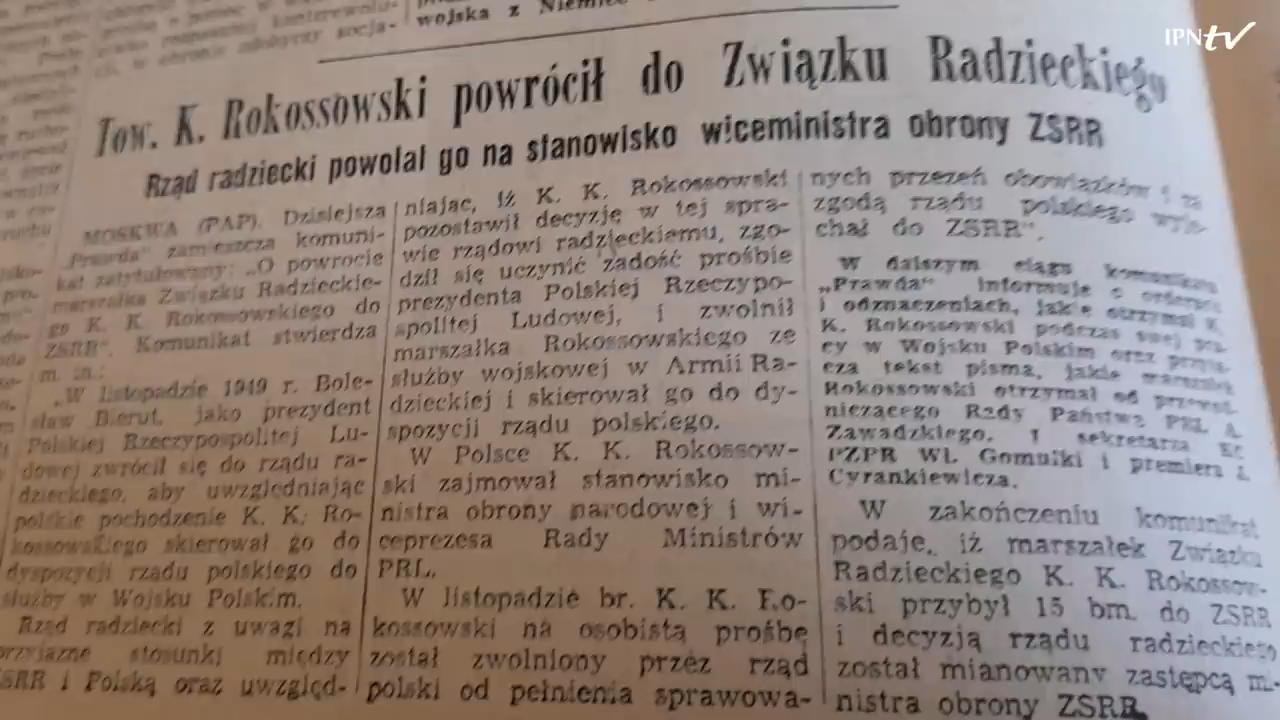 wojska z Niemiec
IPNtv
Tow. K. Rokossowski powrócił do Związku Radzieckiego
Rząd radziecki powołał go na stanowisko wiceministra obrony ZSRR
MOSKWA (PAP). Dzisiejsza
„Prawda" zamieszcza komuni-
kat zatytułowany: „O powrocie
marszałka Związku Radzieckie-
go K. K. Rokossowskiego do
ZSRR". Komunikat stwierdza
m. in.:
„W listopadzie 1949 r. Bole-
sław Bierut, jako prezydent
Polskiej Rzeczypospolitej Lu-
dowej zwrócił się do rządu ra-
dzieckiego, aby uwzględniając
polskie pochodzenie K. K. Ro-
kossowskiego skierował go do
dyspozycji rządu polskiego do
służby w Wojsku Polskim.
Rząd radziecki z uwagi na
przyjazne stosunki między
ZSRR i Polską oraz uwzględ-
niając, iż K. K. Rokossowski
pozostawił decyzję w tej spra-
wie rządowi radzieckiemu, zgo-
dził się uczynić zadość prośbie
prezydenta Polskiej Rzeczypo-
spolitej Ludowej, i zwolnił
marszałka Rokossowskiego ze
służby wojskowej w Armii Ra-
dzieckiej i skierował go do dy-
spozycji rządu polskiego.
W Polsce K. K. Rokossow-
ski zajmował stanowisko mi-
nistra obrony narodowej i wi-
ceprezesa Rady Ministrów
PRL.
W listopadzie br. K. K. Ro-
kossowski na osobistą prośbę
został zwolniony przez rząd
polski od pełnienia sprawowa-
nych przezeń obowiązków i za
zgodą rządu polskiego wyje-
chał do ZSRR".
W dalszym ciągu komunikatu
„Prawda" informuje o orderach
i odznaczeniach, jakie otrzymał K.
K. Rokossowski podczas swej pra-
cy w Wojsku Polskim oraz przyta-
cza tekst pisma, jakie marszałek
Rokossowski otrzymał od przewod-
niczącego Rady Państwa PRL A.
Zawadzkiego, I sekretarza KC
PZPR Wł. Gomułki i premiera J.
Cyrankiewicza.
W zakończeniu komunikat
podaje, iż marszałek Związku
Radzieckiego K. K. Rokossow-
ski przybył 15 bm. do ZSRR
i decyzją rządu radzieckiego
został mianowany zastępcą mi-
nistra obrony ZSRR.